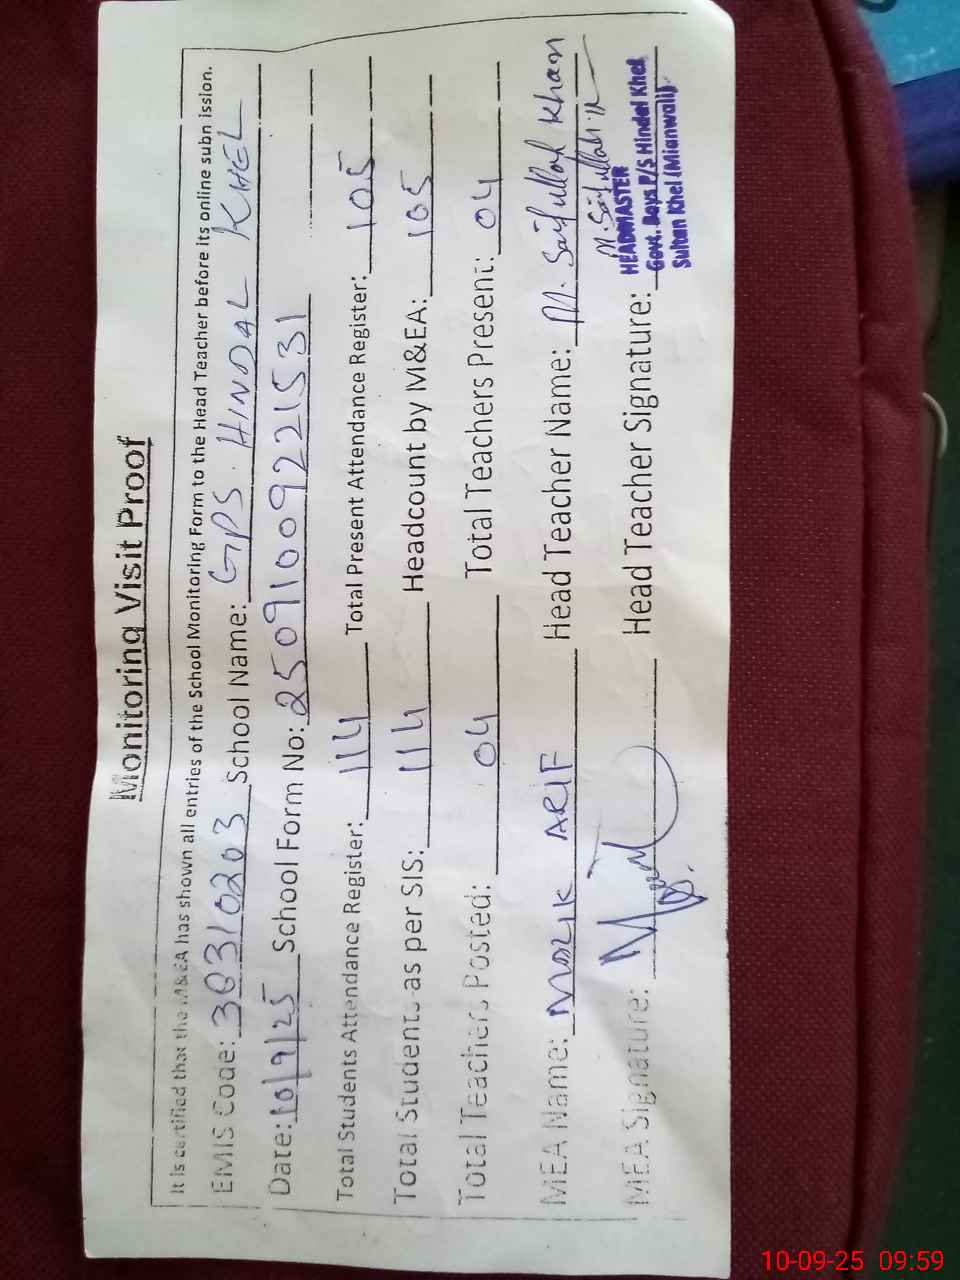 Monitoring Visit Proof
It is certified that the M&EA has shown all entries of the School Monitoring Form to the Head Teacher before its online subn ission.
EMIS Code: 38310203 School Name: GPS. HINDAL KHEL
Date: 10/9/25 School Form No: 250910092215 31
Total Students Attendance Register: 114 Total Present Attendance Register: 105
Total Students as per SIS: 114 Headcount by M&EA: 105
Total Teachers Posted: 04 Total Teachers Present: 04
MEA Name: MALIK ARIF Head Teacher Name: M. Saifullah Khan
MEA Signature: Head Teacher Signature: M. Saifullah
HEADMASTER
Govt. Boys P/S Hindal Khel
Sultan Khel (Mianwali)
10-09-25 09:59